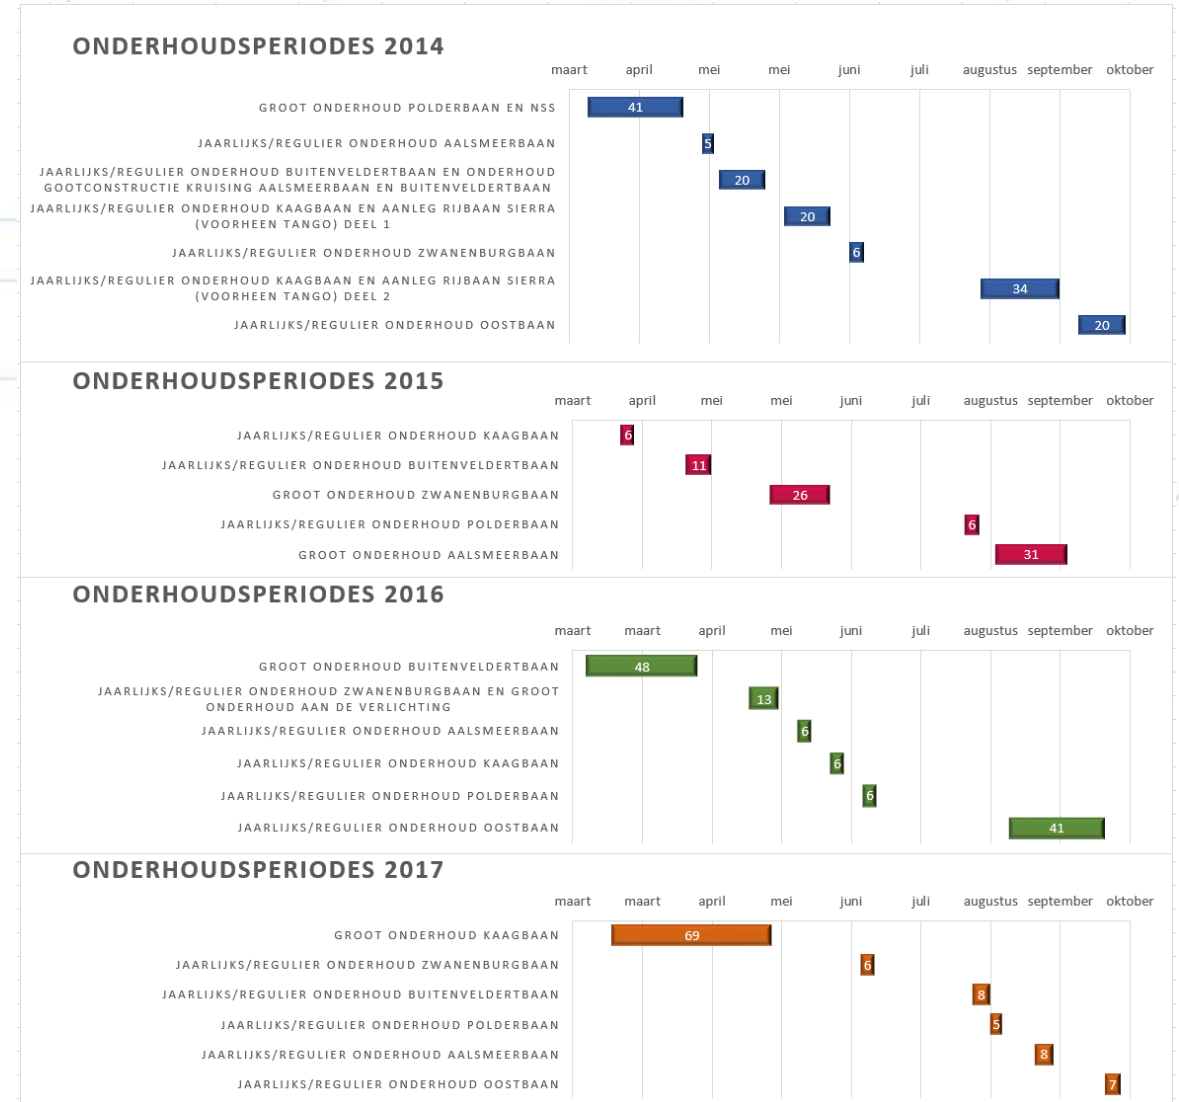 ONDERHOUDSPERIODES 2014
maart april mei mei juni juli augustus september oktober
GROOT ONDERHOUD POLDERBAAN EN NSS 41
JAARLIJKS/REGULIER ONDERHOUD AALSMEERBAAN 5
JAARLIJKS/REGULIER ONDERHOUD BUITENVELDERTBAAN EN ONDERHOUD
GOOTCONSTRUCTIE KRUISING AALSMEERBAAN EN BUITENVELDERTBAAN
20
JAARLIJKS/REGULIER ONDERHOUD KAAGBAAN EN AANLEG RIJBAAN SIERRA
(VOORHEEN TANGO) DEEL 1
20
JAARLIJKS/REGULIER ONDERHOUD ZWANENBURGBAAN 6
JAARLIJKS/REGULIER ONDERHOUD KAAGBAAN EN AANLEG RIJBAAN SIERRA
(VOORHEEN TANGO) DEEL 2
34
JAARLIJKS/REGULIER ONDERHOUD OOSTBAAN 20
ONDERHOUDSPERIODES 2015
maart april mei mei juni juli augustus september oktober
JAARLIJKS/REGULIER ONDERHOUD KAAGBAAN 6
JAARLIJKS/REGULIER ONDERHOUD BUITENVELDERTBAAN 11
GROOT ONDERHOUD ZWANENBURGBAAN 26
JAARLIJKS/REGULIER ONDERHOUD POLDERBAAN 6
GROOT ONDERHOUD AALSMEERBAAN 31
ONDERHOUDSPERIODES 2016
maart maart april mei juni juli augustus september oktober
GROOT ONDERHOUD BUITENVELDERTBAAN 48
JAARLIJKS/REGULIER ONDERHOUD ZWANENBURGBAAN EN GROOT
ONDERHOUD AAN DE VERLICHTING
13
JAARLIJKS/REGULIER ONDERHOUD AALSMEERBAAN 6
JAARLIJKS/REGULIER ONDERHOUD KAAGBAAN 6
JAARLIJKS/REGULIER ONDERHOUD POLDERBAAN 6
JAARLIJKS/REGULIER ONDERHOUD OOSTBAAN 41
ONDERHOUDSPERIODES 2017
maart maart april mei juni juli augustus september oktober
GROOT ONDERHOUD KAAGBAAN 69
JAARLIJKS/REGULIER ONDERHOUD ZWANENBURGBAAN 6
JAARLIJKS/REGULIER ONDERHOUD BUITENVELDERTBAAN 8
JAARLIJKS/REGULIER ONDERHOUD POLDERBAAN 5
JAARLIJKS/REGULIER ONDERHOUD AALSMEERBAAN 8
JAARLIJKS/REGULIER ONDERHOUD OOSTBAAN 7